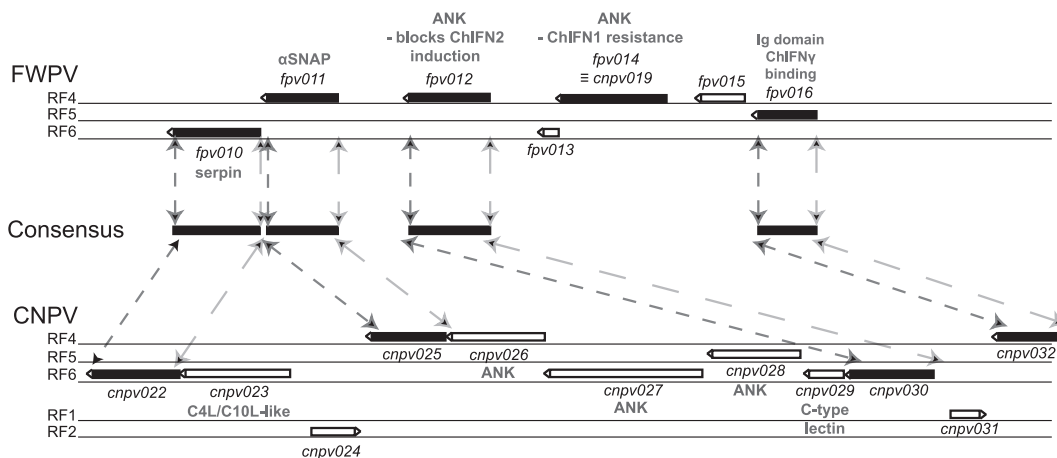 ANK
- blocks ChIFN2
induction
fpv012
ANK
- ChIFN1 resistance
fpv014
≡ cnpv019
Ig domain
ChIFNγ
binding
fpv016
αSNAP
fpv011
fpv015
FWPV
RF4
RF5
RF6
fpv010
serpin
fpv013
Consensus
CNPV
RF4
RF5
RF6
RF1
RF2
cnpv025
cnpv026
ANK
cnpv028
ANK
cnpv032
cnpv022
cnpv023
C4L/C10L-like
cnpv027
ANK
cnpv029
C-type
lectin
cnpv030
cnpv031
cnpv024